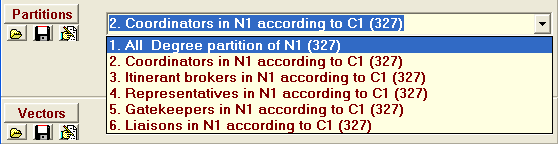 Partitions
2. Coordinators in N1 according to C1 (327)
1. All Degree partition of N1 (327)
2. Coordinators in N1 according to C1 (327)
3. Itinerant brokers in N1 according to C1 (327)
4. Representatives in N1 according to C1 (327)
5. Gatekeepers in N1 according to C1 (327)
6. Liaisons in N1 according to C1 (327)
Vectors